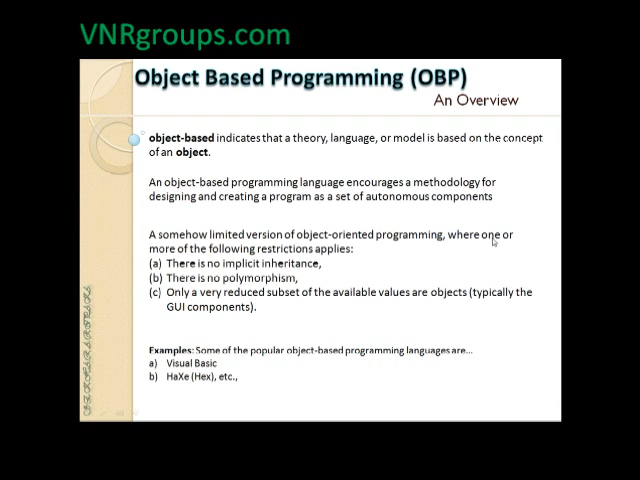 VNRgroups.com
Object Based Programming (OBP)
An Overview
object-based indicates that a theory, language, or model is based on the concept
of an object.
An object-based programming language encourages a methodology for
designing and creating a program as a set of autonomous components
A somehow limited version of object-oriented programming, where one or
more of the following restrictions applies:
(a) There is no implicit inheritance,
(b) There is no polymorphism,
(c) Only a very reduced subset of the available values are objects (typically the
GUI components).
Examples: Some of the popular object-based programming languages are...
a) Visual Basic
b) HaXe (Hex), etc.,